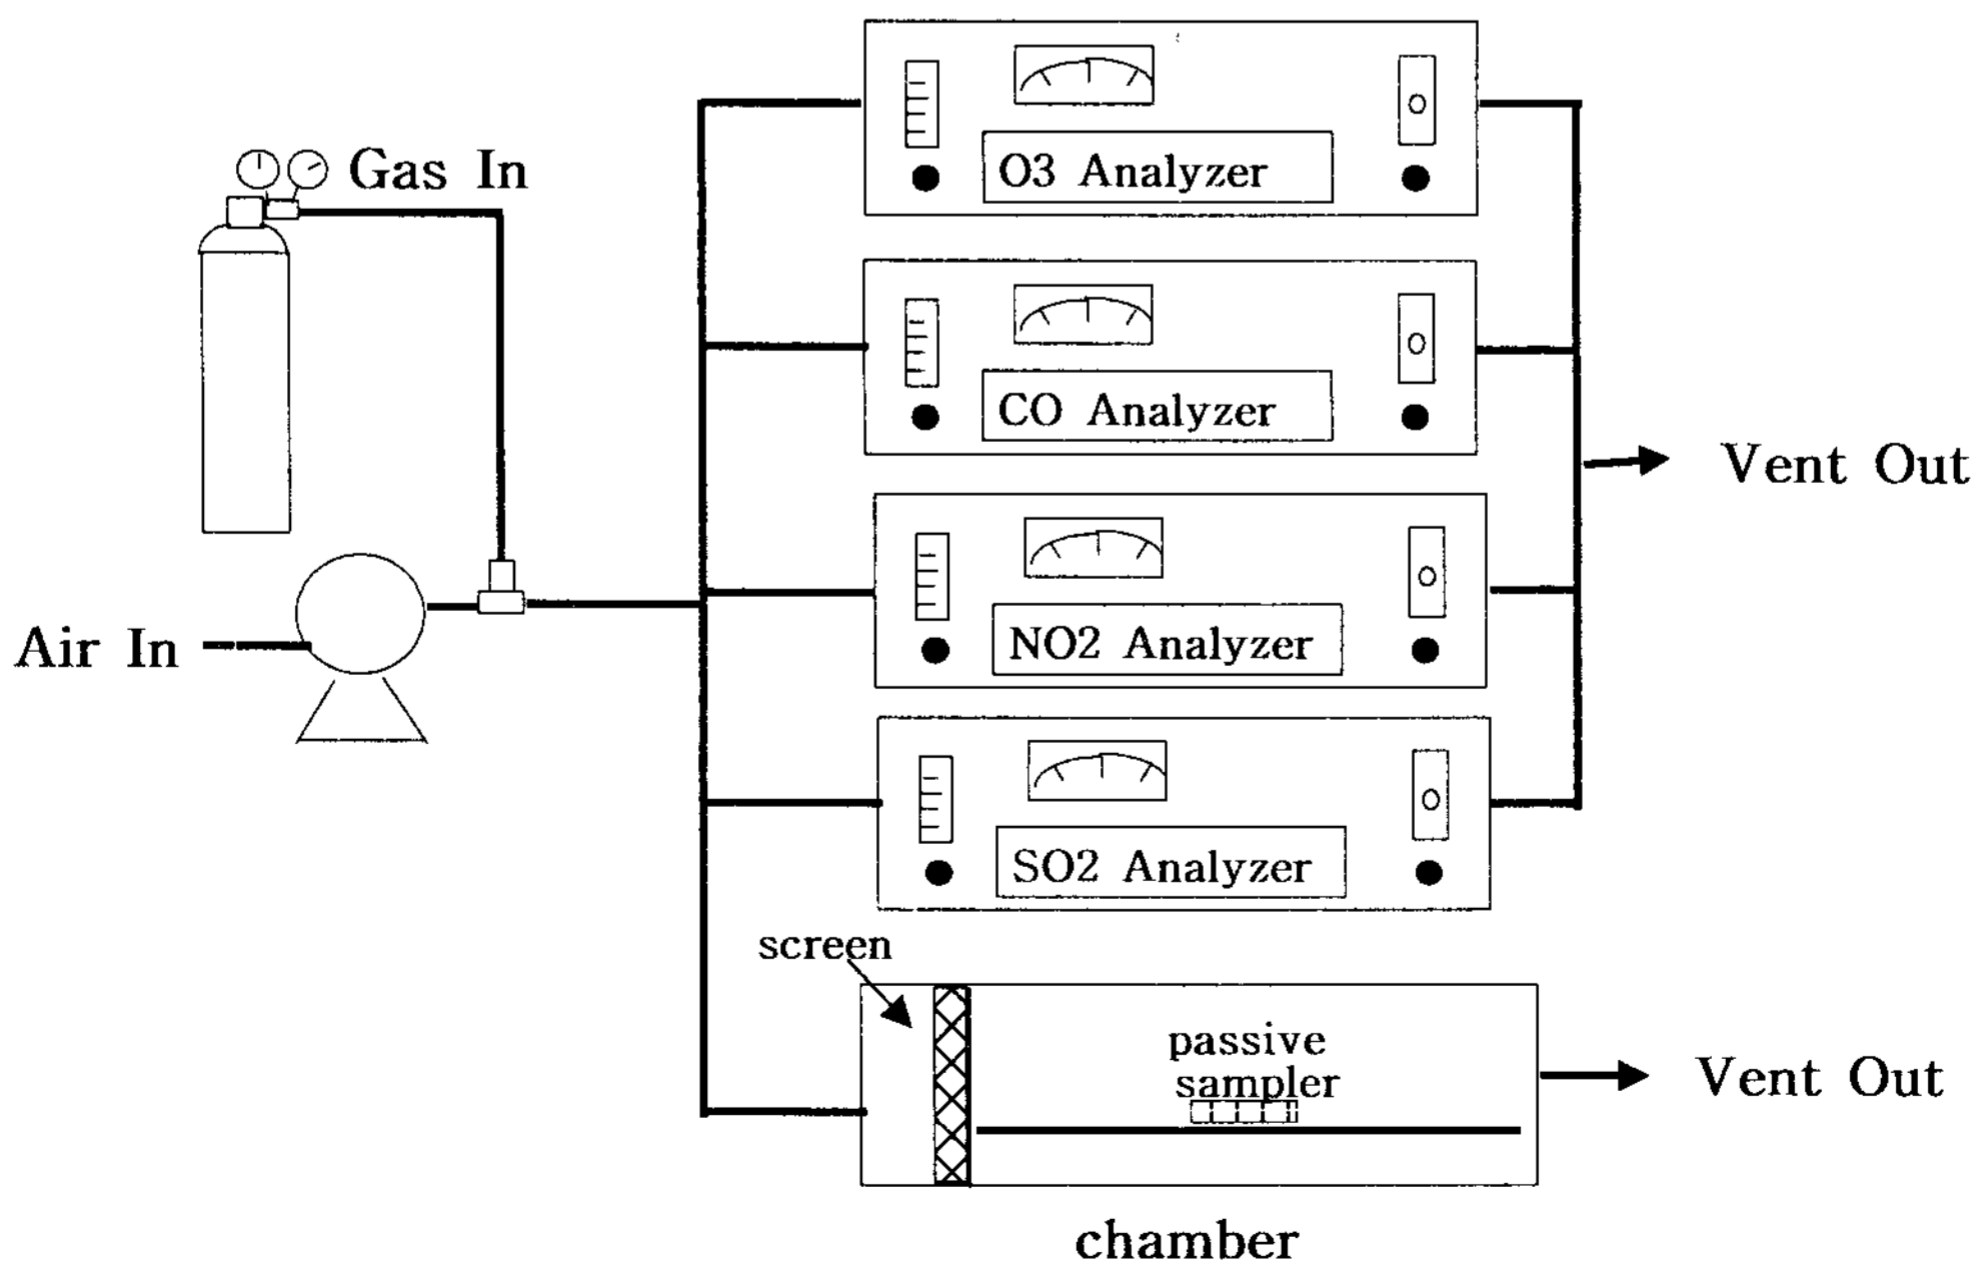 Gas In
O3 Analyzer
CO Analyzer
Vent Out
Air In
NO2 Analyzer
SO2 Analyzer
screen
passive
sampler
Vent Out
chamber